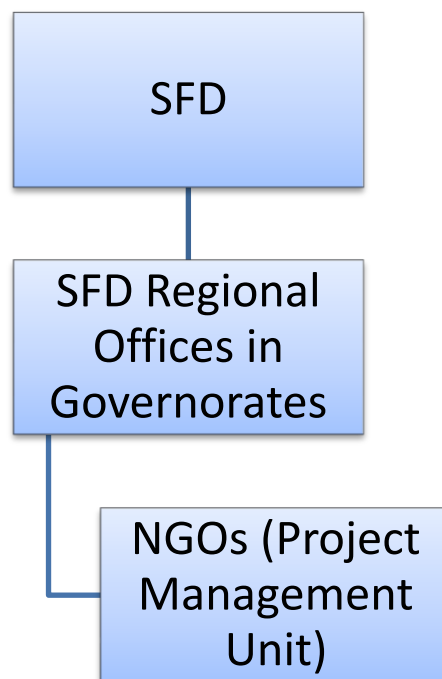 SFD
SFD Regional
Offices in
Governorates
NGOs (Project
Management
Unit)